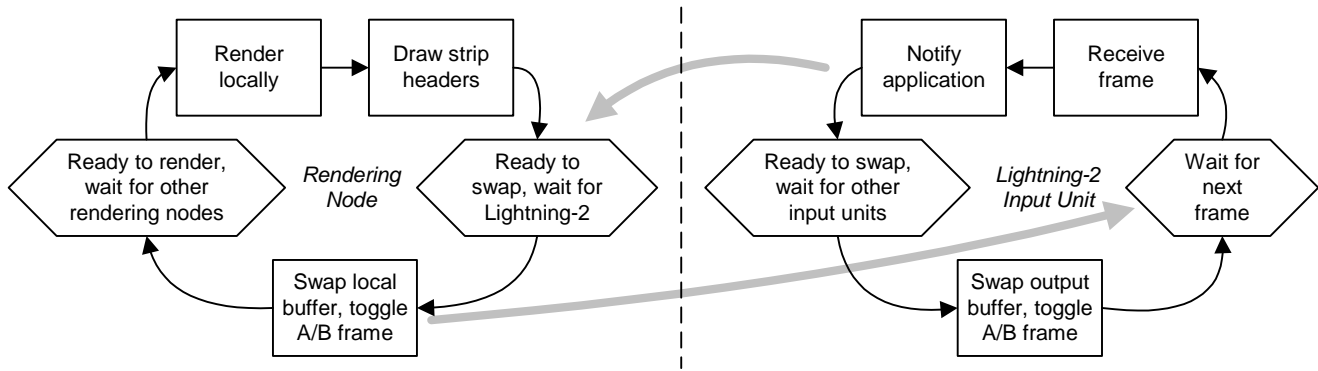 Render
locally
Draw strip
headers
Notify
application
Receive
frame
Ready to render,
wait for other
rendering nodes
Rendering
Node
Ready to
swap, wait for
Lightning-2
Ready to swap,
wait for other
input units
Lightning-2
Input Unit
Wait for
next
frame
Swap local
buffer, toggle
A/B frame
Swap output
buffer, toggle
A/B frame